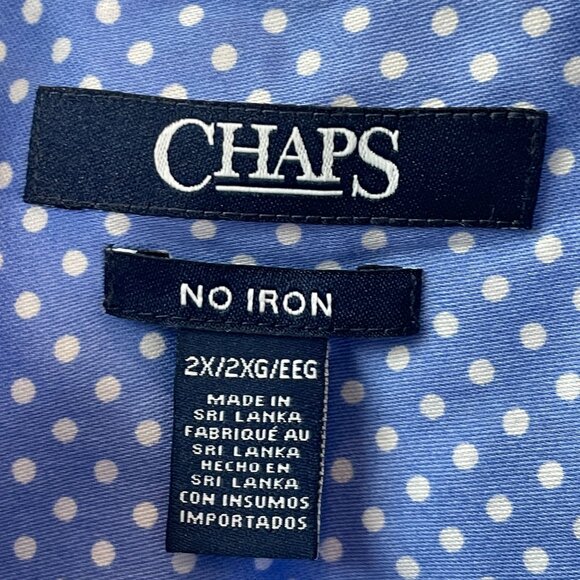 CHAPS
NO IRON
2X/2XG/EEG
MADE IN
SRI LANKA
FABRIQUÉ AU
SRI LANKA
HECHO EN
SRI LANKA
CON INSUMOS
IMPORTADOS